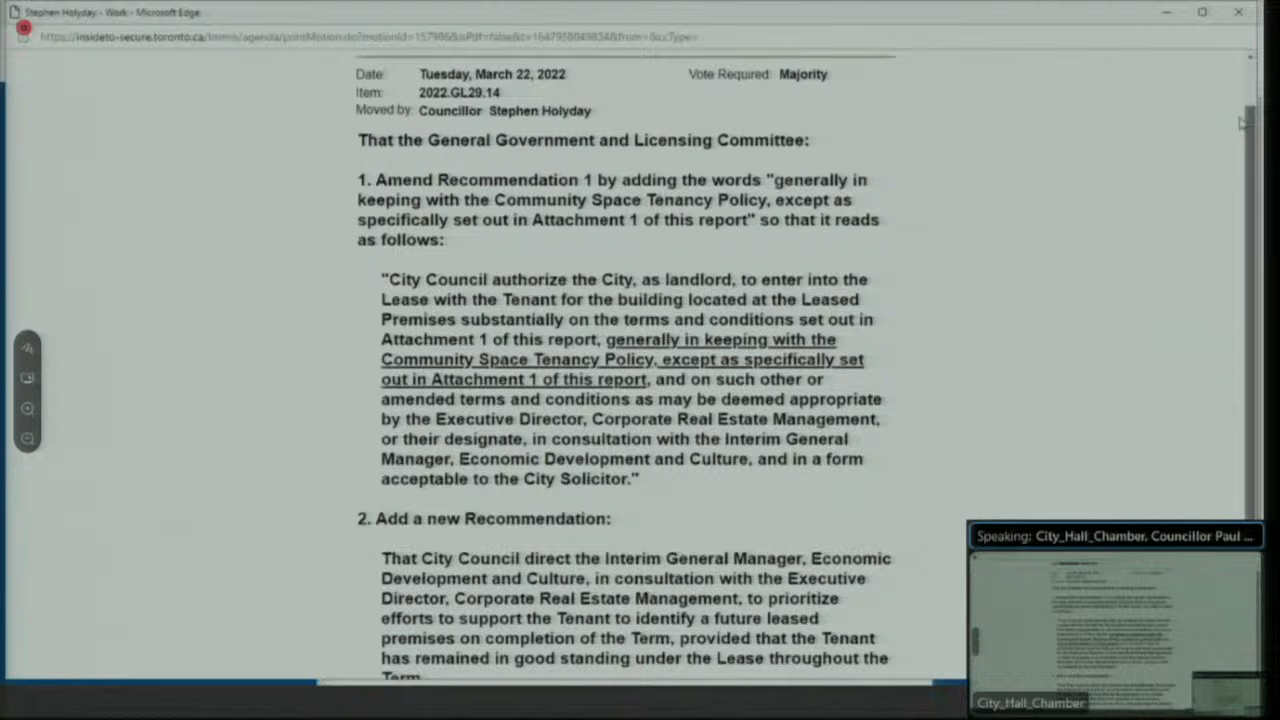 Stephen Holyday - Work - Microsoft Edge
Date: Tuesday, March 22, 2022 Vote Required: Majority
Item: 2022.GL29.14
Moved by: Councillor Stephen Holyday
That the General Government and Licensing Committee:
1. Amend Recommendation 1 by adding the words "generally in
keeping with the Community Space Tenancy Policy, except as
specifically set out in Attachment 1 of this report" so that it reads
as follows:
"City Council authorize the City, as landlord, to enter into the
Lease with the Tenant for the building located at the Leased
Premises substantially on the terms and conditions set out in
Attachment 1 of this report, generally in keeping with the
Community Space Tenancy Policy, except as specifically set
out in Attachment 1 of this report, and on such other or
amended terms and conditions as may be deemed appropriate
by the Executive Director, Corporate Real Estate Management,
or their designate, in consultation with the Interim General
Manager, Economic Development and Culture, and in a form
acceptable to the City Solicitor."
2. Add a new Recommendation:
That City Council direct the Interim General Manager, Economic
Development and Culture, in consultation with the Executive
Director, Corporate Real Estate Management, to prioritize
efforts to support the Tenant to identify a future leased
premises on completion of the Term, provided that the Tenant
has remained in good standing under the Lease throughout the
Term.
Speaking: City_Hall_Chamber, Councillor Paul ...
City_Hall_Chamber